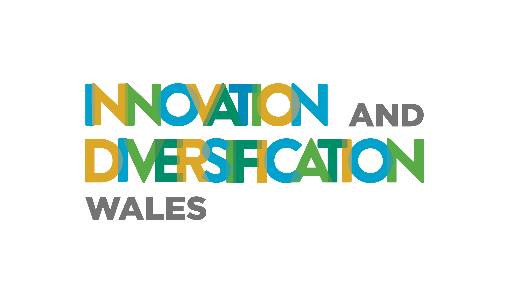 INNOVATION AND
DIVERSIFICATION
WALES